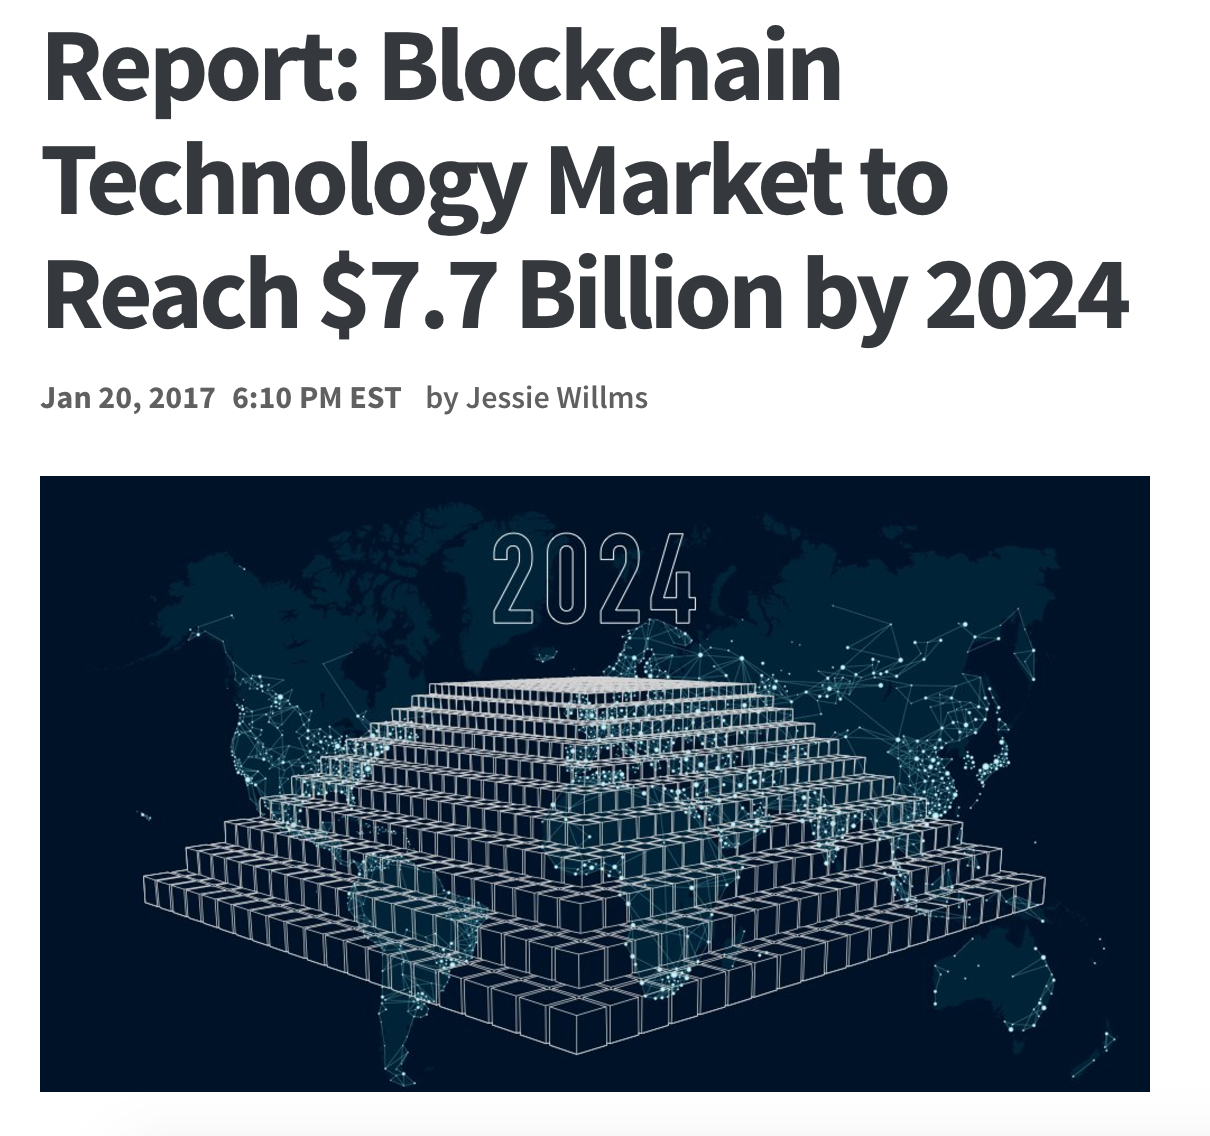 Report: Blockchain
Technology Market to
Reach $7.7 Billion by 2024
Jan 20, 2017 6:10 PM EST by Jessie Willms
2024